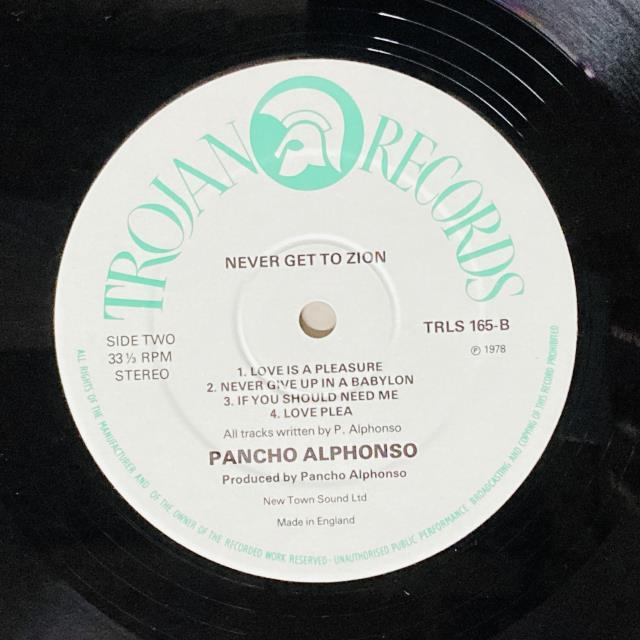 TROJAN RECORDS
NEVER GET TO ZION
SIDE TWO
33 ⅓ RPM
STEREO
TRLS 165-B
℗ 1978
1. LOVE IS A PLEASURE
2. NEVER GIVE UP IN A BABYLON
3. IF YOU SHOULD NEED ME
4. LOVE PLEA
All tracks written by P. Alphonso
PANCHO ALPHONSO
Produced by Pancho Alphonso
New Town Sound Ltd
Made in England
ALL RIGHTS OF THE MANUFACTURER AND OF THE OWNER OF THE RECORDED WORK RESERVED - UNAUTHORISED PUBLIC PERFORMANCE BROADCASTING AND COPYING OF THIS RECORD PROHIBITED